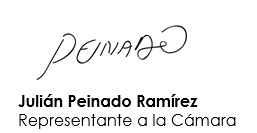 PEINADO
Julián Peinado Ramírez
Representante a la Cámara